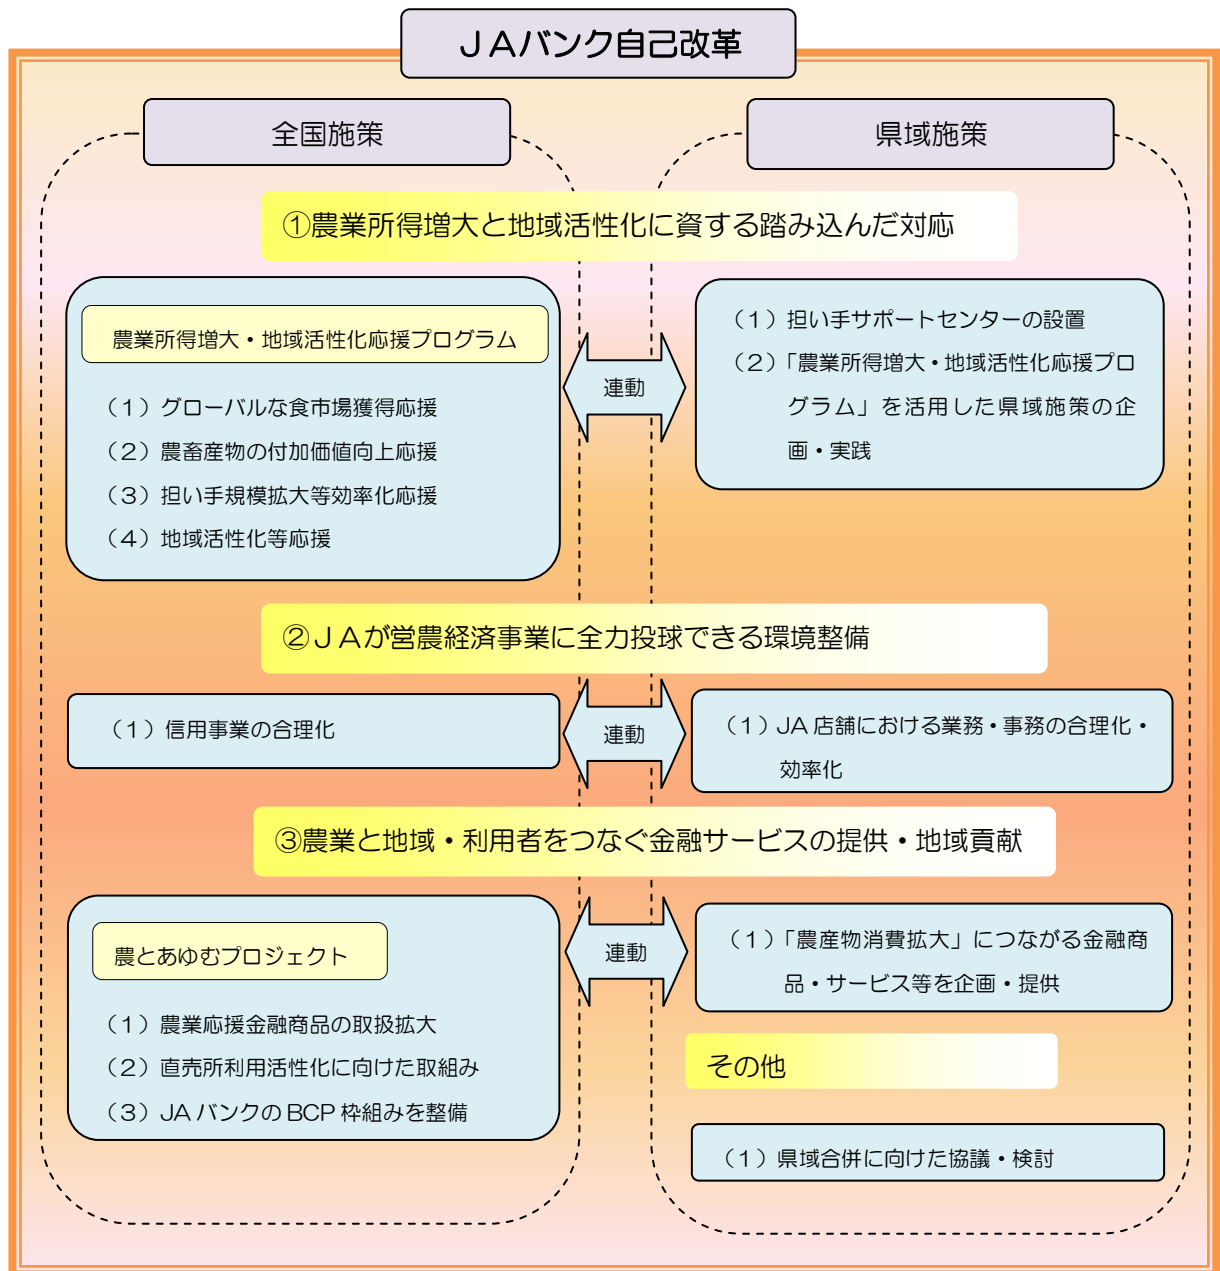 ＪＡバンク自己改革
全国施策
県域施策
①農業所得増大と地域活性化に資する踏み込んだ対応
農業所得増大・地域活性化応援プログラム
（１）グローバルな食市場獲得応援
（２）農畜産物の付加価値向上応援
（３）担い手規模拡大等効率化応援
（４）地域活性化等応援
連動
（１）担い手サポートセンターの設置
（２）「農業所得増大・地域活性化応援プロ
グラム」を活用した県域施策の企
画・実践
②ＪＡが営農経済事業に全力投球できる環境整備
（１）信用事業の合理化
連動
（１）JA 店舗における業務・事務の合理化・
効率化
③農業と地域・利用者をつなぐ金融サービスの提供・地域貢献
農とあゆむプロジェクト
（１）農業応援金融商品の取扱拡大
（２）直売所利用活性化に向けた取組み
（３）JA バンクの BCP 枠組みを整備
連動
（１）「農産物消費拡大」につながる金融商
品・サービス等を企画・提供
その他
（１）県域合併に向けた協議・検討